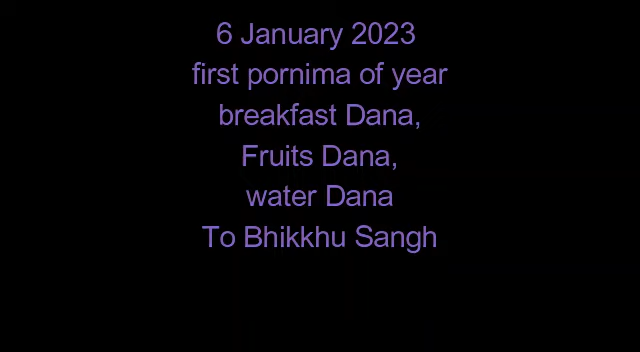 6 January 2023
first pornima of year
breakfast Dana,
Fruits Dana,
water Dana
To Bhikkhu Sangh